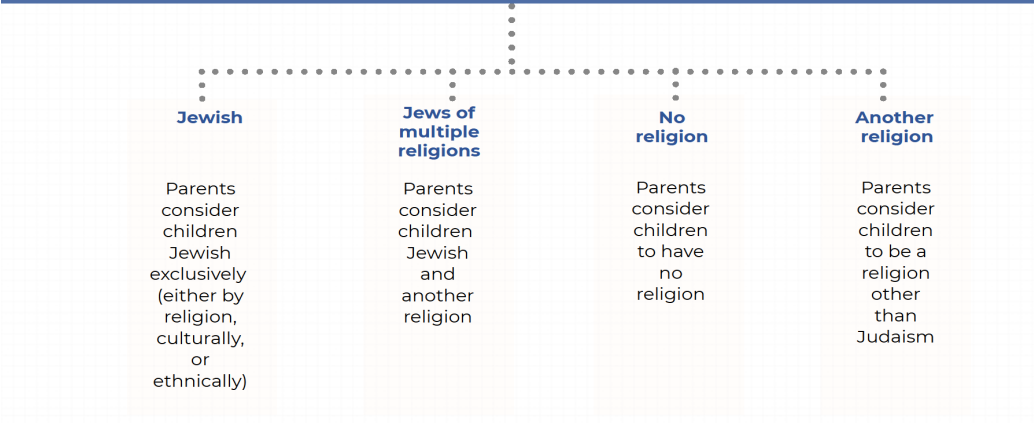 Jewish
Parents
consider
children
Jewish
exclusively
(either by
religion,
culturally,
or
ethnically)
Jews of
multiple
religions
Parents
consider
children
Jewish
and
another
religion
No
religion
Parents
consider
children
to have
no
religion
Another
religion
Parents
consider
children
to be a
religion
other
than
Judaism